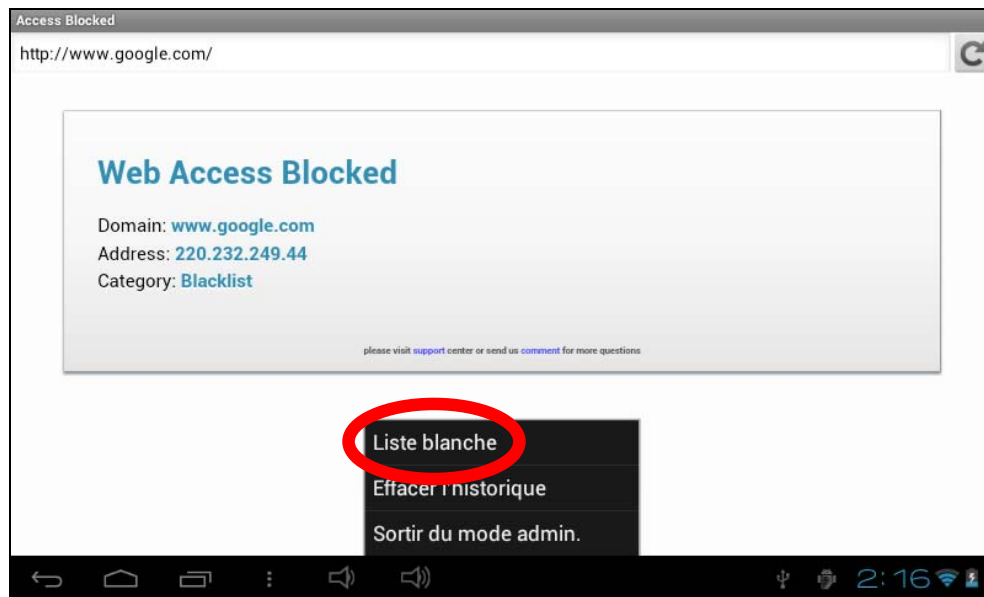 Access Blocked
http://www.google.com/
Web Access Blocked
Domain: www.google.com
Address: 220.232.249.44
Category: Blacklist
please visit support center or send us comment for more questions
Liste blanche
Effacer l'historique
Sortir du mode admin.
2:16